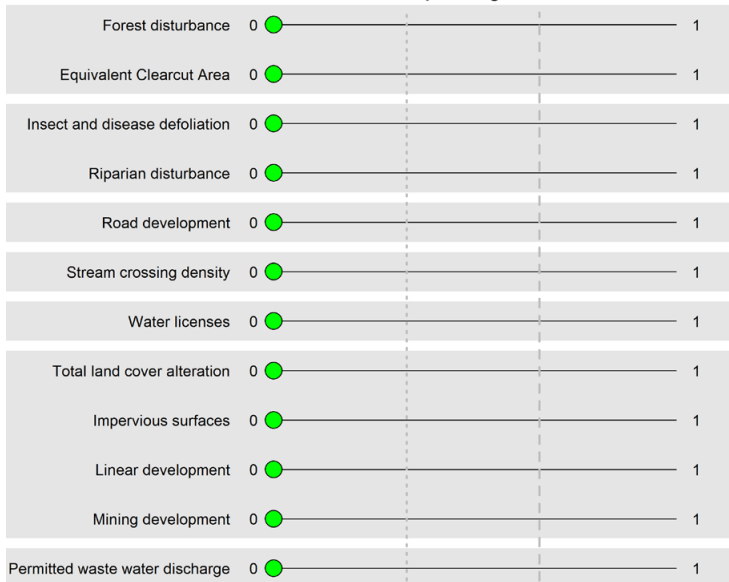 Forest disturbance 0 1
Equivalent Clearcut Area 0 1
Insect and disease defoliation 0 1
Riparian disturbance 0 1
Road development 0 1
Stream crossing density 0 1
Water licenses 0 1
Total land cover alteration 0 1
Impervious surfaces 0 1
Linear development 0 1
Mining development 0 1
Permitted waste water discharge 0 1